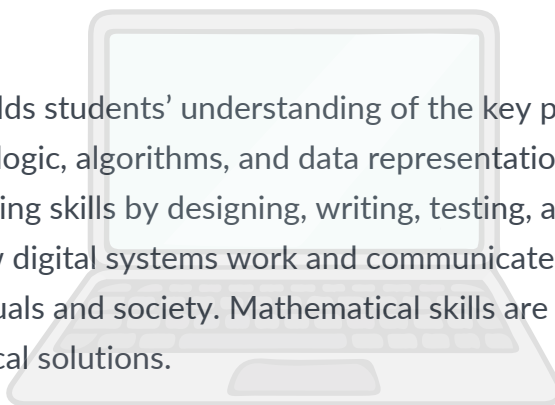 lds students’ understanding of the key p
logic, algorithms, and data representatio
ing skills by designing, writing, testing, a
digital systems work and communicate
uals and society. Mathematical skills are
cal solutions.